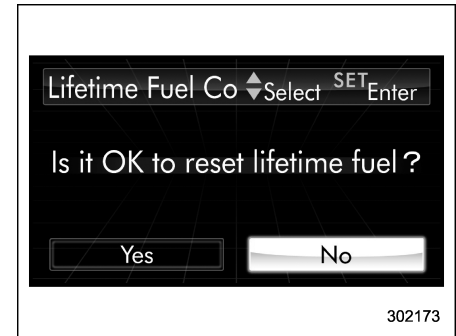 Lifetime Fuel Co Select SET Enter
Is it OK to reset lifetime fuel?
Yes No
302173